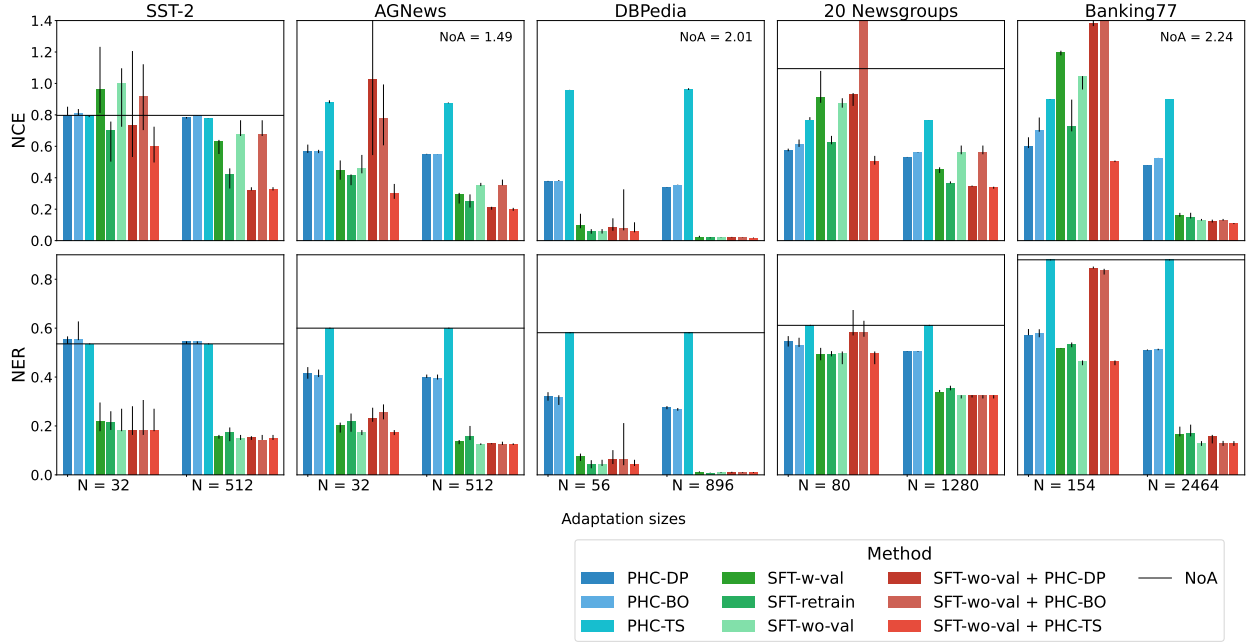 SST-2 AGNews DBPedia 20 Newsgroups Banking77
NCE
1.4
1.2
1.0
0.8
0.6
0.4
0.2
0.0
NoA = 1.49
NoA = 2.01
NoA = 2.24
NER
0.8
0.6
0.4
0.2
0.0
N = 32 N = 512 N = 32 N = 512 N = 56 N = 896 N = 80 N = 1280 N = 154 N = 2464
Adaptation sizes
Method
PHC-DP SFT-w-val SFT-wo-val + PHC-DP NoA
PHC-BO SFT-retrain SFT-wo-val + PHC-BO
PHC-TS SFT-wo-val SFT-wo-val + PHC-TS